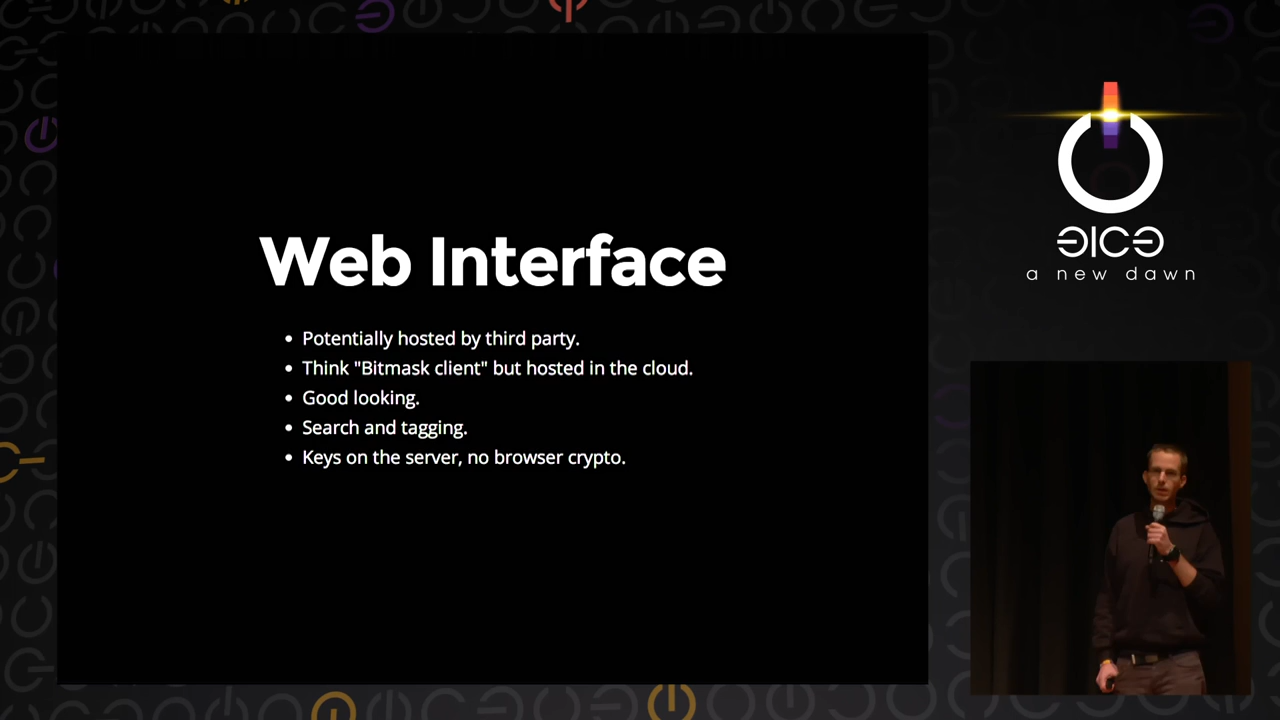 Web Interface
Potentially hosted by third party.
Think "Bitmask client" but hosted in the cloud.
Good looking.
Search and tagging.
Keys on the server, no browser crypto.
a new dawn